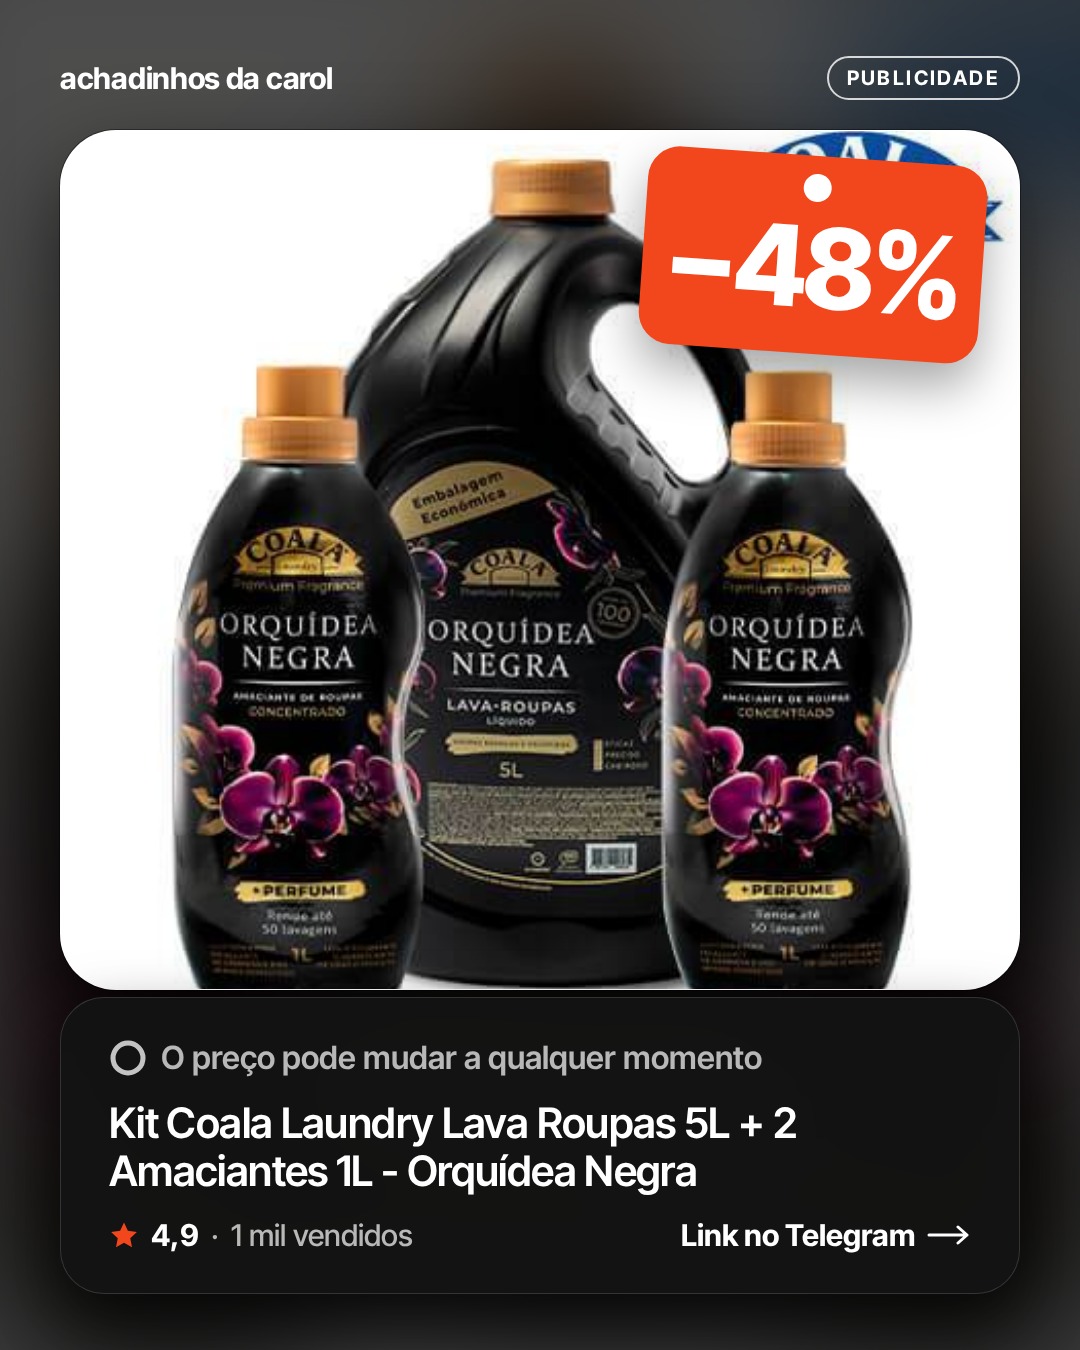 achadinhos da carol
PUBLICIDADE
−48%
Embalagem
Econômica
COALA
Premium Fragrance
ORQUÍDEA
NEGRA
LAVA-ROUPAS
LÍQUIDO
5L
100
COALA
Premium Fragrance
ORQUÍDEA
NEGRA
AMACIANTE DE ROUPAS
CONCENTRADO
+PERFUME
Rende até
50 lavagens
1L
COALA
Premium Fragrance
ORQUÍDEA
NEGRA
AMACIANTE DE ROUPAS
CONCENTRADO
+PERFUME
Rende até
50 lavagens
1L
O preço pode mudar a qualquer momento
Kit Coala Laundry Lava Roupas 5L + 2
Amaciantes 1L - Orquídea Negra
4,9 · 1 mil vendidos
Link no Telegram →